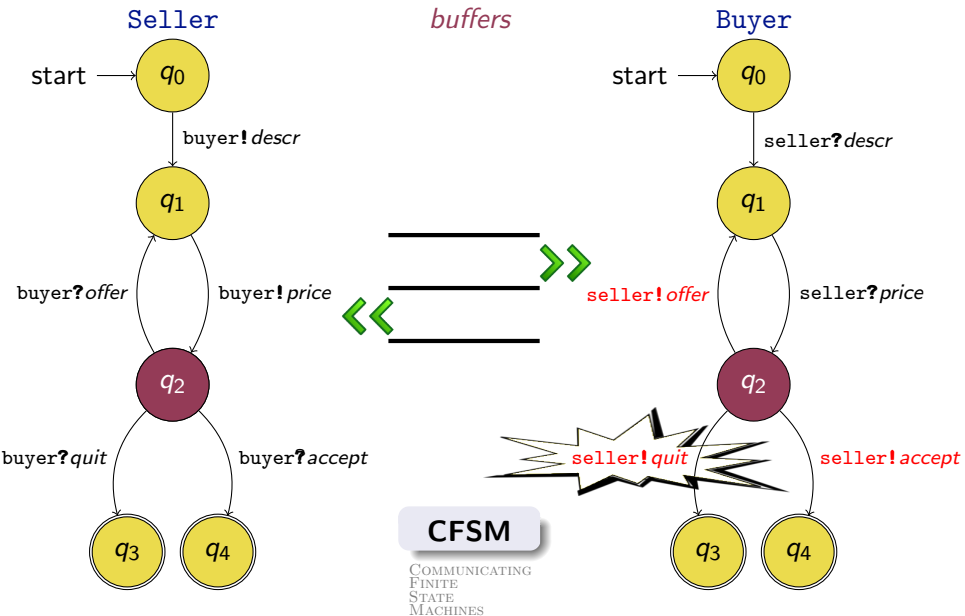 Seller
buffers
Buyer
start
q0
start
q0
buyer!descr
seller?descr
q1
q1
buyer?offer
buyer!price
seller!offer
seller?price
q2
q2
buyer?quit
buyer?accept
seller!quit
seller!accept
q3
q4
q3
q4
CFSM
COMMUNICATING
FINITE
STATE
MACHINES